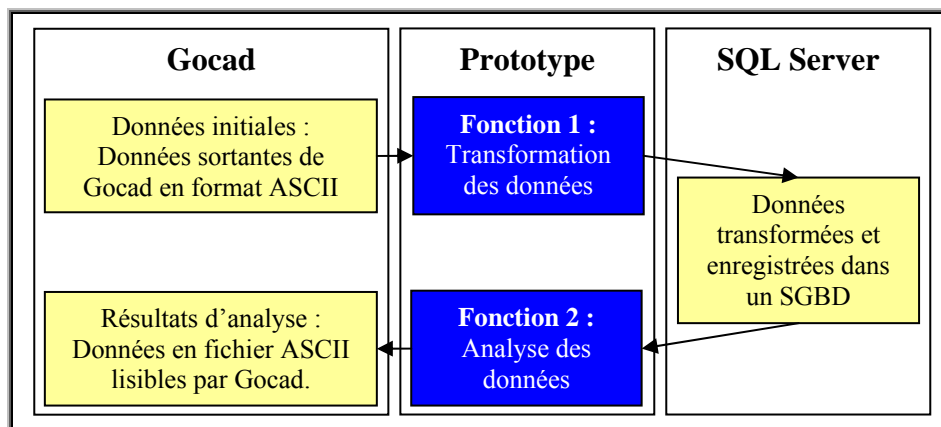 Gocad
Prototype
SQL Server
Données initiales :
Données sortantes de
Gocad en format ASCII
Fonction 1 :
Transformation
des données
Données
transformées et
enregistrées dans
un SGBD
Résultats d'analyse :
Données en fichier ASCII
lisibles par Gocad.
Fonction 2 :
Analyse des
données